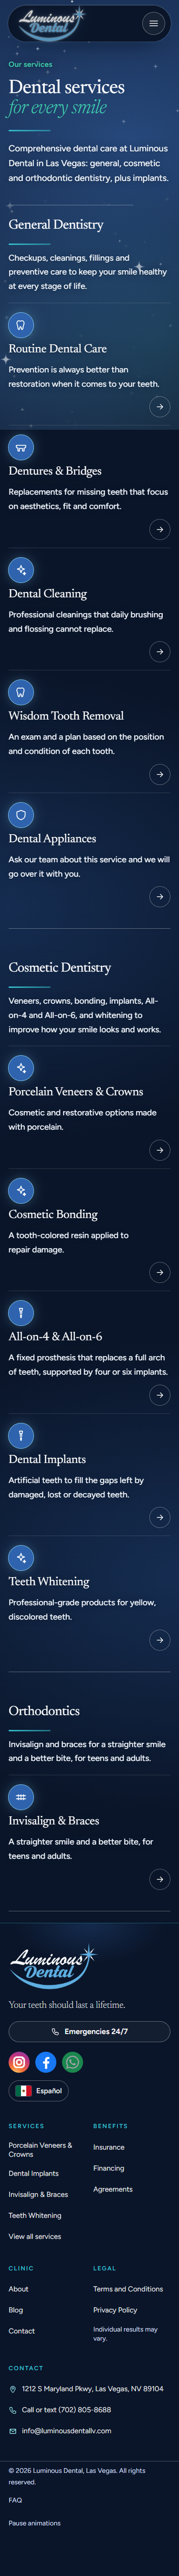 Luminous
Dental
Our services
Dental services
for every smile
Comprehensive dental care at Luminous
Dental in Las Vegas: general, cosmetic
and orthodontic dentistry, plus implants.
General Dentistry
Checkups, cleanings, fillings and
preventive care to keep your smile healthy
at every stage of life.
Routine Dental Care
Prevention is always better than
restoration when it comes to your teeth.
Dentures & Bridges
Replacements for missing teeth that focus
on aesthetics, fit and comfort.
Dental Cleaning
Professional cleanings that daily brushing
and flossing cannot replace.
Wisdom Tooth Removal
An exam and a plan based on the position
and condition of each tooth.
Dental Appliances
Ask our team about this service and we will
go over it with you.
Cosmetic Dentistry
Veneers, crowns, bonding, implants, All-
on-4 and All-on-6, and whitening to
improve how your smile looks and works.
Porcelain Veneers & Crowns
Cosmetic and restorative options made
with porcelain.
Cosmetic Bonding
A tooth-colored resin applied to
repair damage.
All-on-4 & All-on-6
A fixed prosthesis that replaces a full arch
of teeth, supported by four or six implants.
Dental Implants
Artificial teeth to fill the gaps left by
damaged, lost or decayed teeth.
Teeth Whitening
Professional-grade products for yellow,
discolored teeth.
Orthodontics
Invisalign and braces for a straighter smile
and a better bite, for teens and adults.
Invisalign & Braces
A straighter smile and a better bite, for
teens and adults.
Luminous
Dental
Your teeth should last a lifetime.
Emergencies 24/7
Español
SERVICES
Porcelain Veneers &
Crowns
Dental Implants
Invisalign & Braces
Teeth Whitening
View all services
BENEFITS
Insurance
Financing
Agreements
CLINIC
About
Blog
Contact
LEGAL
Terms and Conditions
Privacy Policy
Individual results may
vary.
CONTACT
1212 S Maryland Pkwy, Las Vegas, NV 89104
Call or text (702) 805-8688
info@luminousdentallv.com
© 2026 Luminous Dental, Las Vegas. All rights
reserved.
FAQ
Pause animations